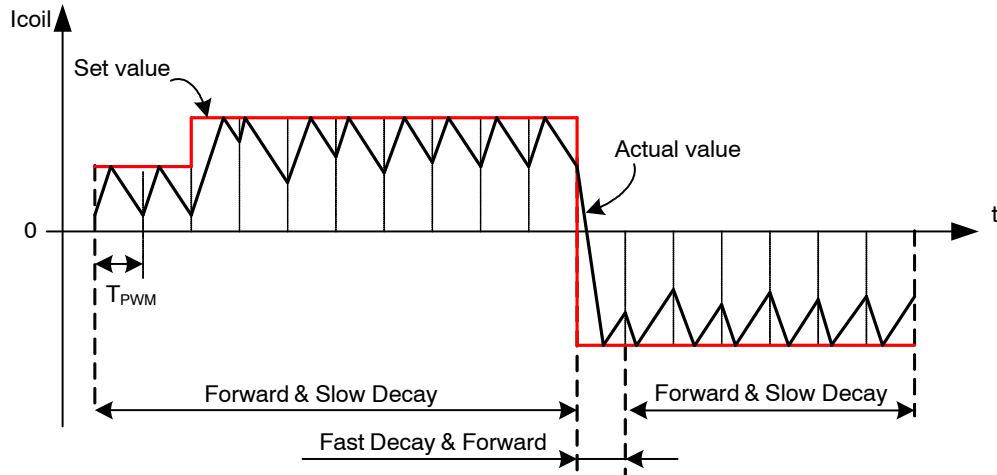 Icoil
Set value
Actual value
0
t
TPWM
Forward & Slow Decay
Forward & Slow Decay
Fast Decay & Forward